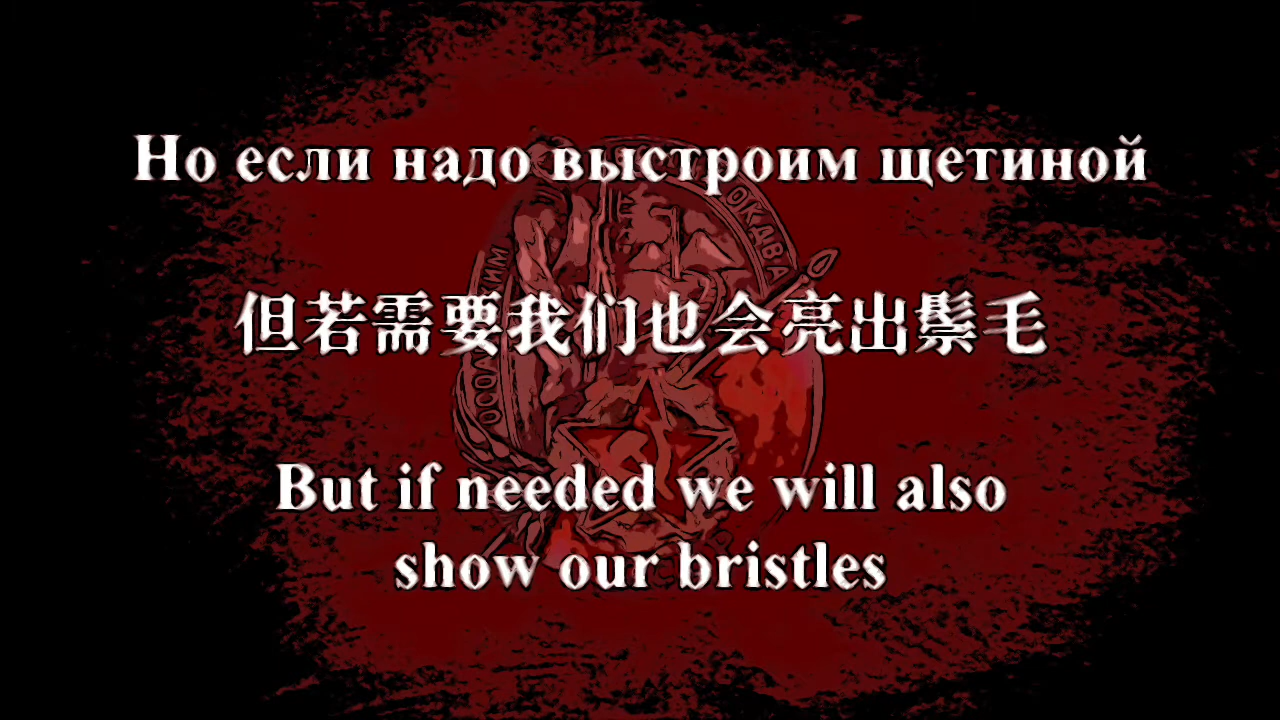 Но если надо выстроим щетиной
ОКДВА
但若需要我们也会亮出鬃毛
But if needed we will also
show our bristles